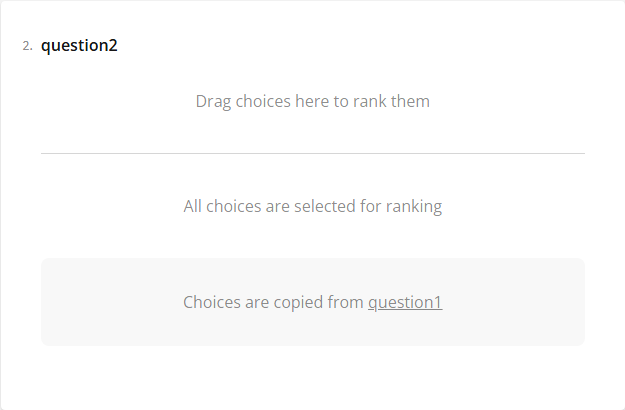 2. question2
Drag choices here to rank them
All choices are selected for ranking
Choices are copied from question1